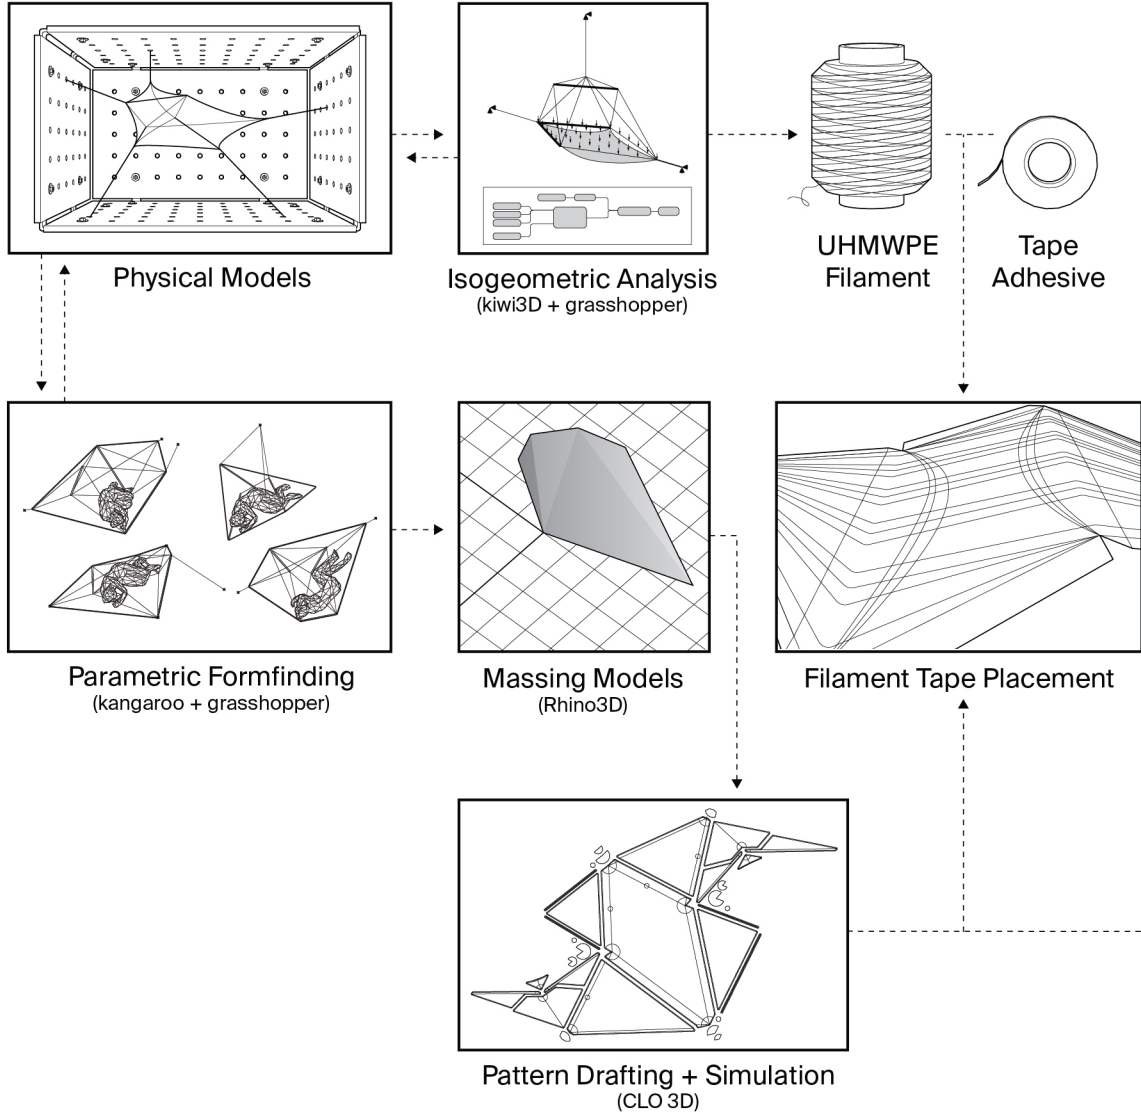 Physical Models
Isogeometric Analysis
(kiwi3D + grasshopper)
UHMWPE
Filament
Tape
Adhesive
Parametric Formfinding
(kangaroo + grasshopper)
Massing Models
(Rhino3D)
Filament Tape Placement
Pattern Drafting + Simulation
(CLO 3D)